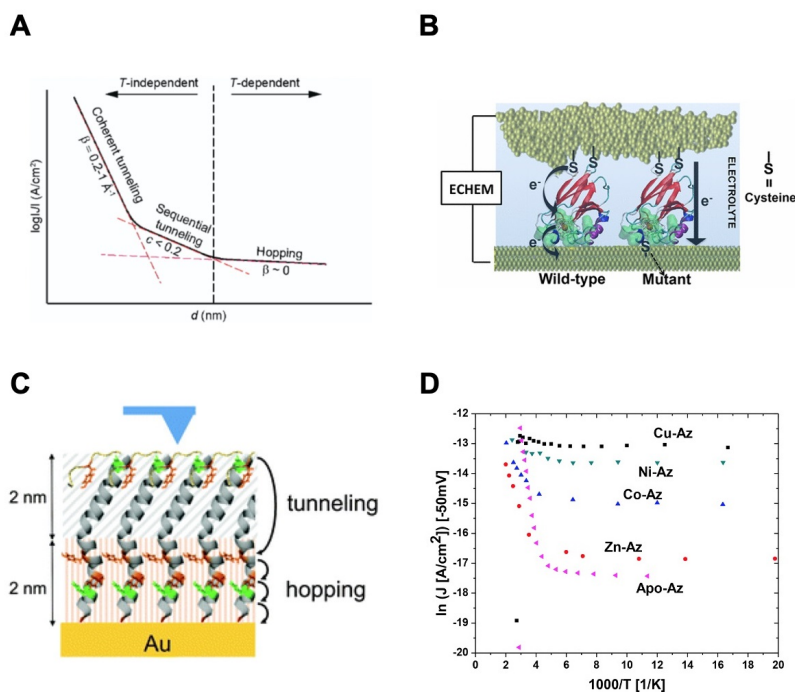 A
T-independent
T-dependent
log|J| (A/cm²)
Coherent tunneling
β = 0.2-1 Å⁻¹
Sequential
tunneling
c < 0.2
Hopping
β ~ 0
d (nm)
B
ECHEM
S
S
S
S
e⁻
e⁻
e⁻
S
ELECTROLYTE
S
Cysteine
Wild-type
Mutant
C
2 nm
tunneling
2 nm
hopping
Au
D
ln (J [A/cm²]) [-50mV]
-12
-13
-14
-15
-16
-17
-18
-19
-20
Cu-Az
Ni-Az
Co-Az
Zn-Az
Apo-Az
0 2 4 6 8 10 12 14 16 18 20
1000/T [1/K]